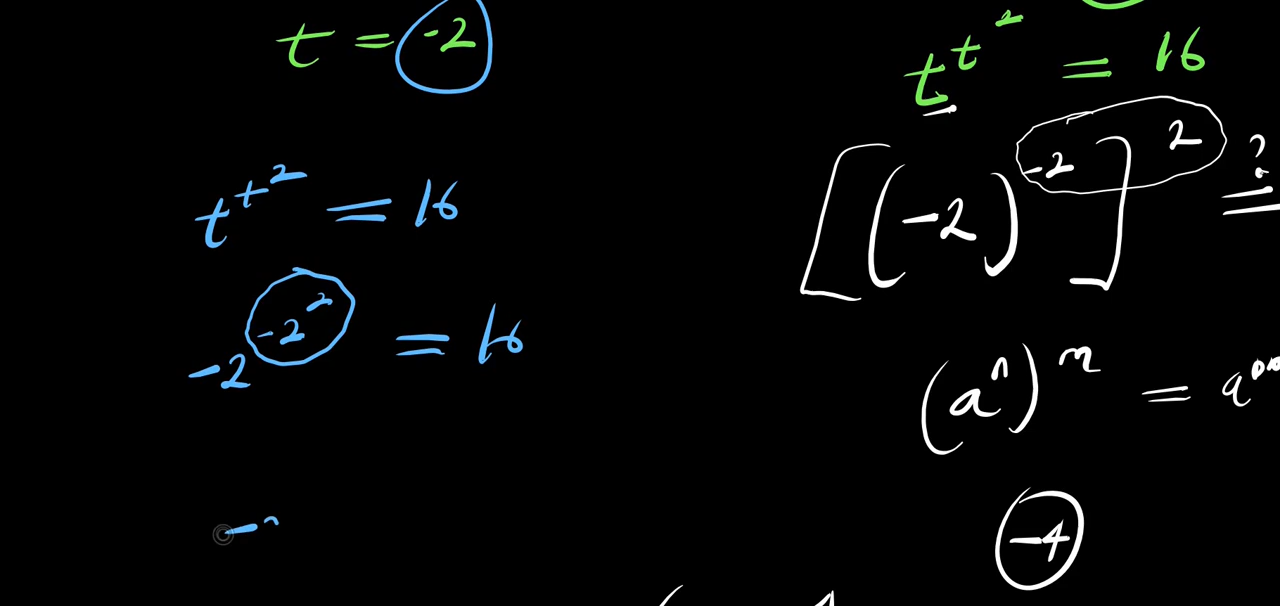 t = -2
t^t^2 = 16
-2^-2^2 = 16
-
t^t^2 = 16
[(-2)^-2]^2 ?=
(a^n)^m = a
-4